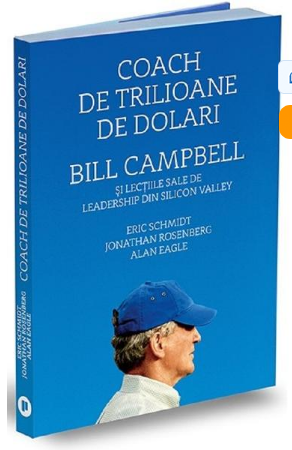 COACH
DE TRILIOANE
DE DOLARI
BILL CAMPBELL
ȘI LECȚIILE SALE DE
LEADERSHIP DIN SILICON VALLEY
ERIC SCHMIDT
JONATHAN ROSENBERG
ALAN EAGLE
COACH DE TRILIOANE DE DOLARI
ERIC SCHMIDT
JONATHAN ROSENBERG
ALAN EAGLE